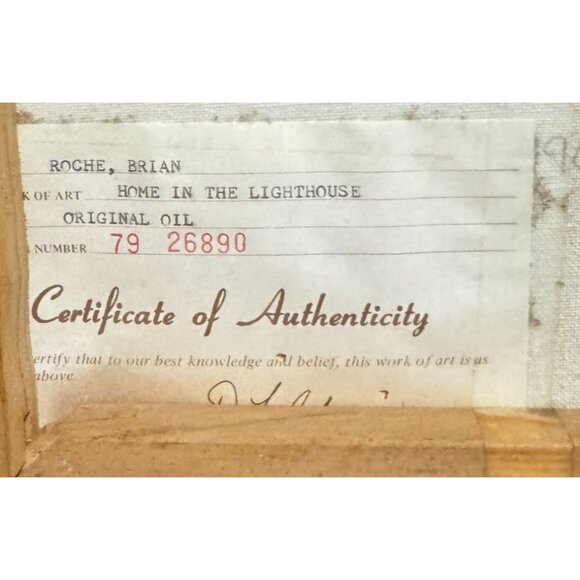 ROCHE, BRIAN
K OF ART HOME IN THE LIGHTHOUSE
ORIGINAL OIL
NUMBER 79 26890
Certificate of Authenticity
ertify that to our best knowledge and belief, this work of art is as
above.